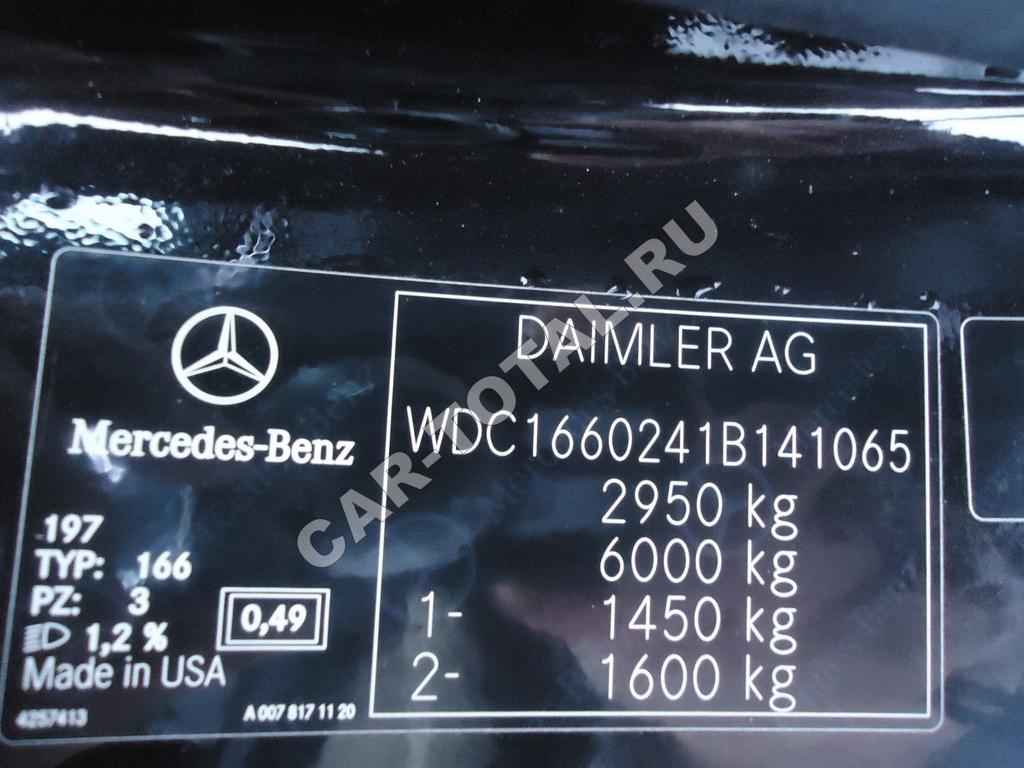 CAR-TOTAL.RU
Mercedes-Benz
197
TYP: 166
PZ: 3
1,2 %
0,49
Made in USA
4257413
A 007 817 11 20
DAIMLER AG
WDC1660241B141065
2950 kg
6000 kg
1- 1450 kg
2- 1600 kg